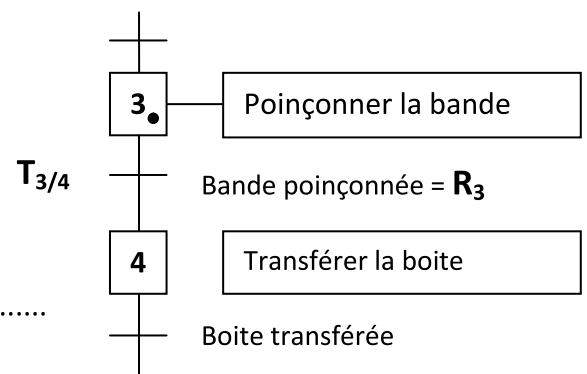 3 Poinçonner la bande
T3/4 Bande poinçonnée = R3
4 Transférer la boite
......
Boite transférée